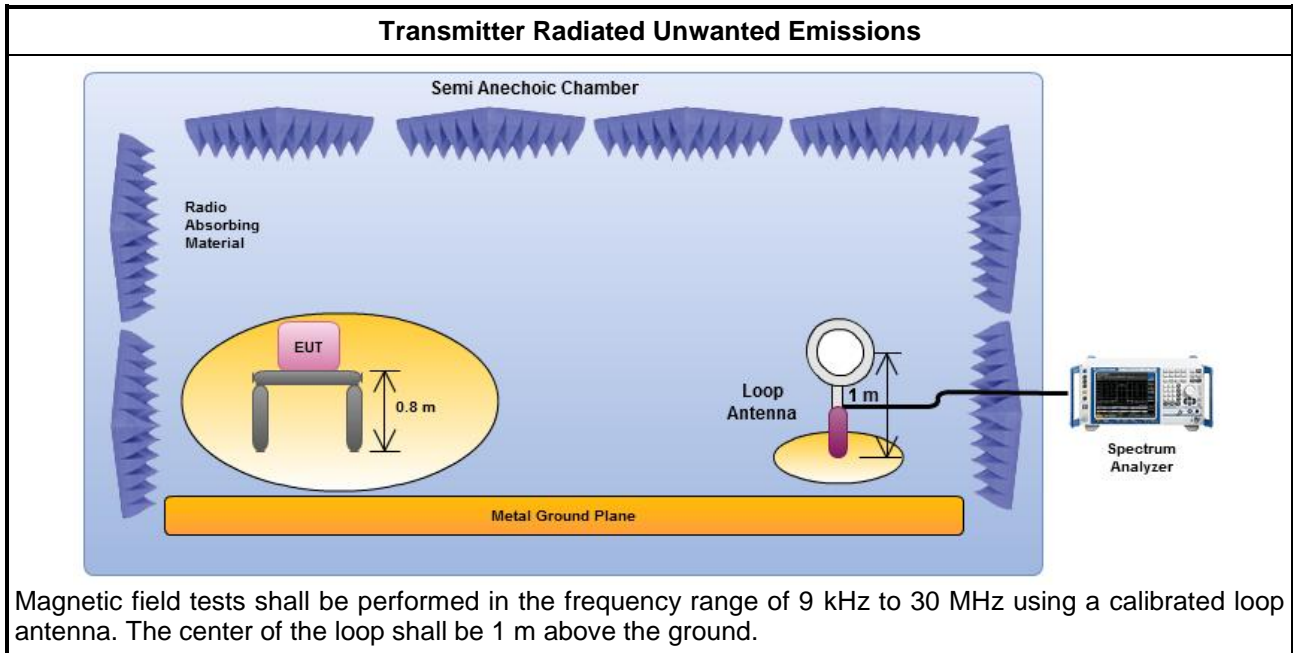 Transmitter Radiated Unwanted Emissions
Semi Anechoic Chamber
Radio
Absorbing
Material
EUT
0.8 m
Loop
Antenna
1 m
Spectrum
Analyzer
Metal Ground Plane
Magnetic field tests shall be performed in the frequency range of 9 kHz to 30 MHz using a calibrated loop
antenna. The center of the loop shall be 1 m above the ground.